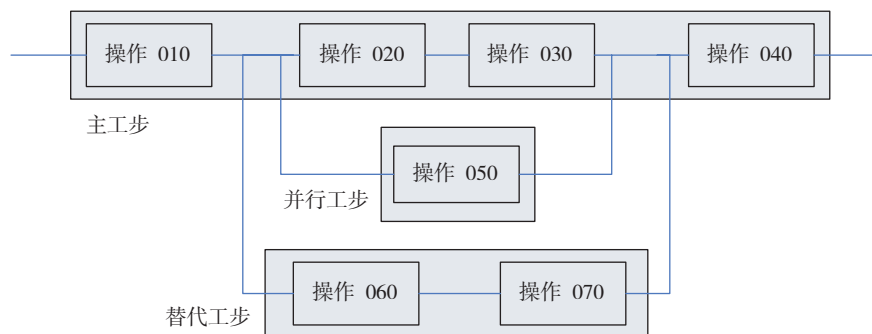 操作 010
操作 020
操作 030
操作 040
主工步
操作 050
并行工步
操作 060
操作 070
替代工步